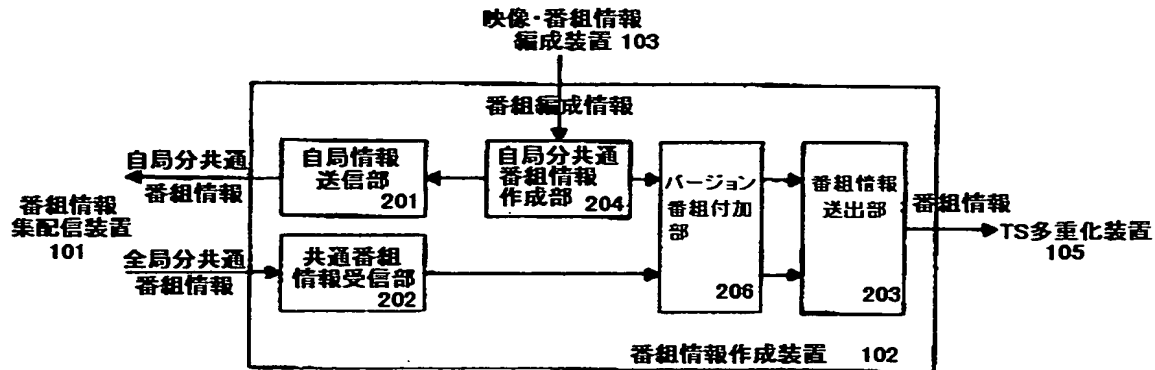 映像・番組情報
編成装置 103
番組編成情報
自局分共通
番組情報
番組情報
集配信装置
101
全局分共通
番組情報
自局情報
送信部
201
自局分共通
番組情報
作成部 204
共通番組
情報受信部
202
バージョン
番組付加
部
206
番組情報
送出部
203
番組情報
TS多重化装置
105
番組情報作成装置 102